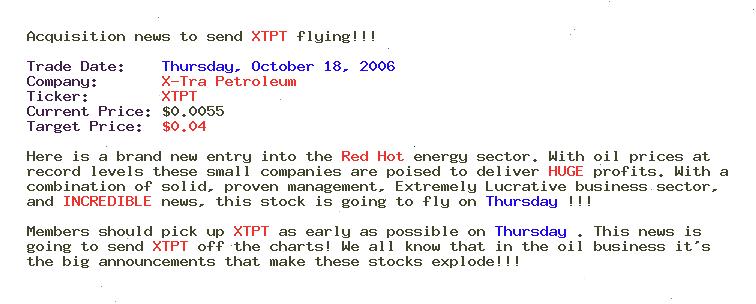 Acquisition news to send XTPT flying!!!
Trade Date: Thursday, October 18, 2006
Company: X-Tra Petroleum
Ticker: XTPT
Current Price: $0.0055
Target Price: $0.04
Here is a brand new entry into the Red Hot energy sector. With oil prices at
record levels these small companies are poised to deliver HUGE profits. With a
combination of solid, proven management, Extremely Lucrative business sector,
and INCREDIBLE news, this stock is going to fly on Thursday !!!
Members should pick up XTPT as early as possible on Thursday . This news is
going to send XTPT off the charts! We all know that in the oil business it's
the big announcements that make these stocks explode!!!